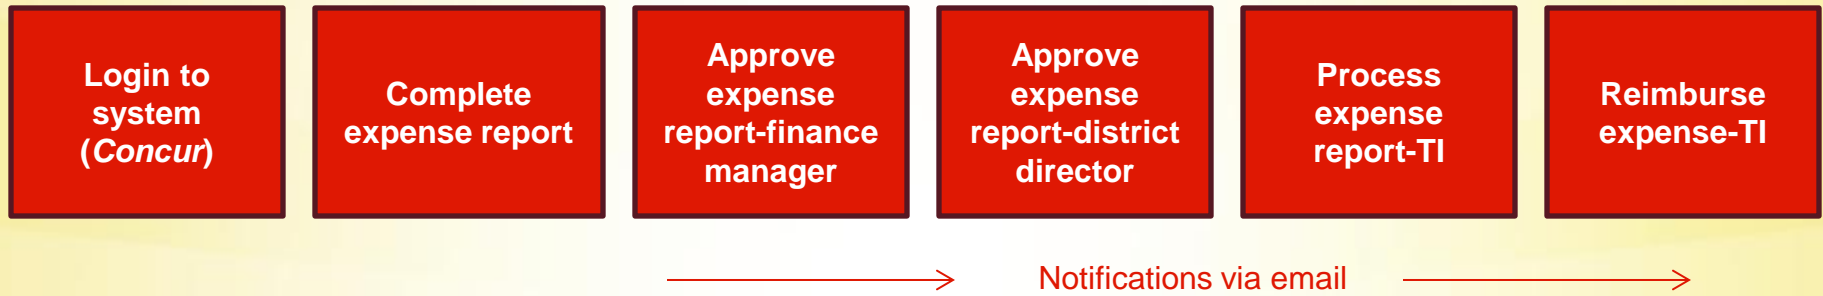 Login to
system
(Concur)
Complete
expense report
Approve
expense
report-finance
manager
Approve
expense
report-district
director
Process
expense
report-TI
Reimburse
expense-TI
Notifications via email